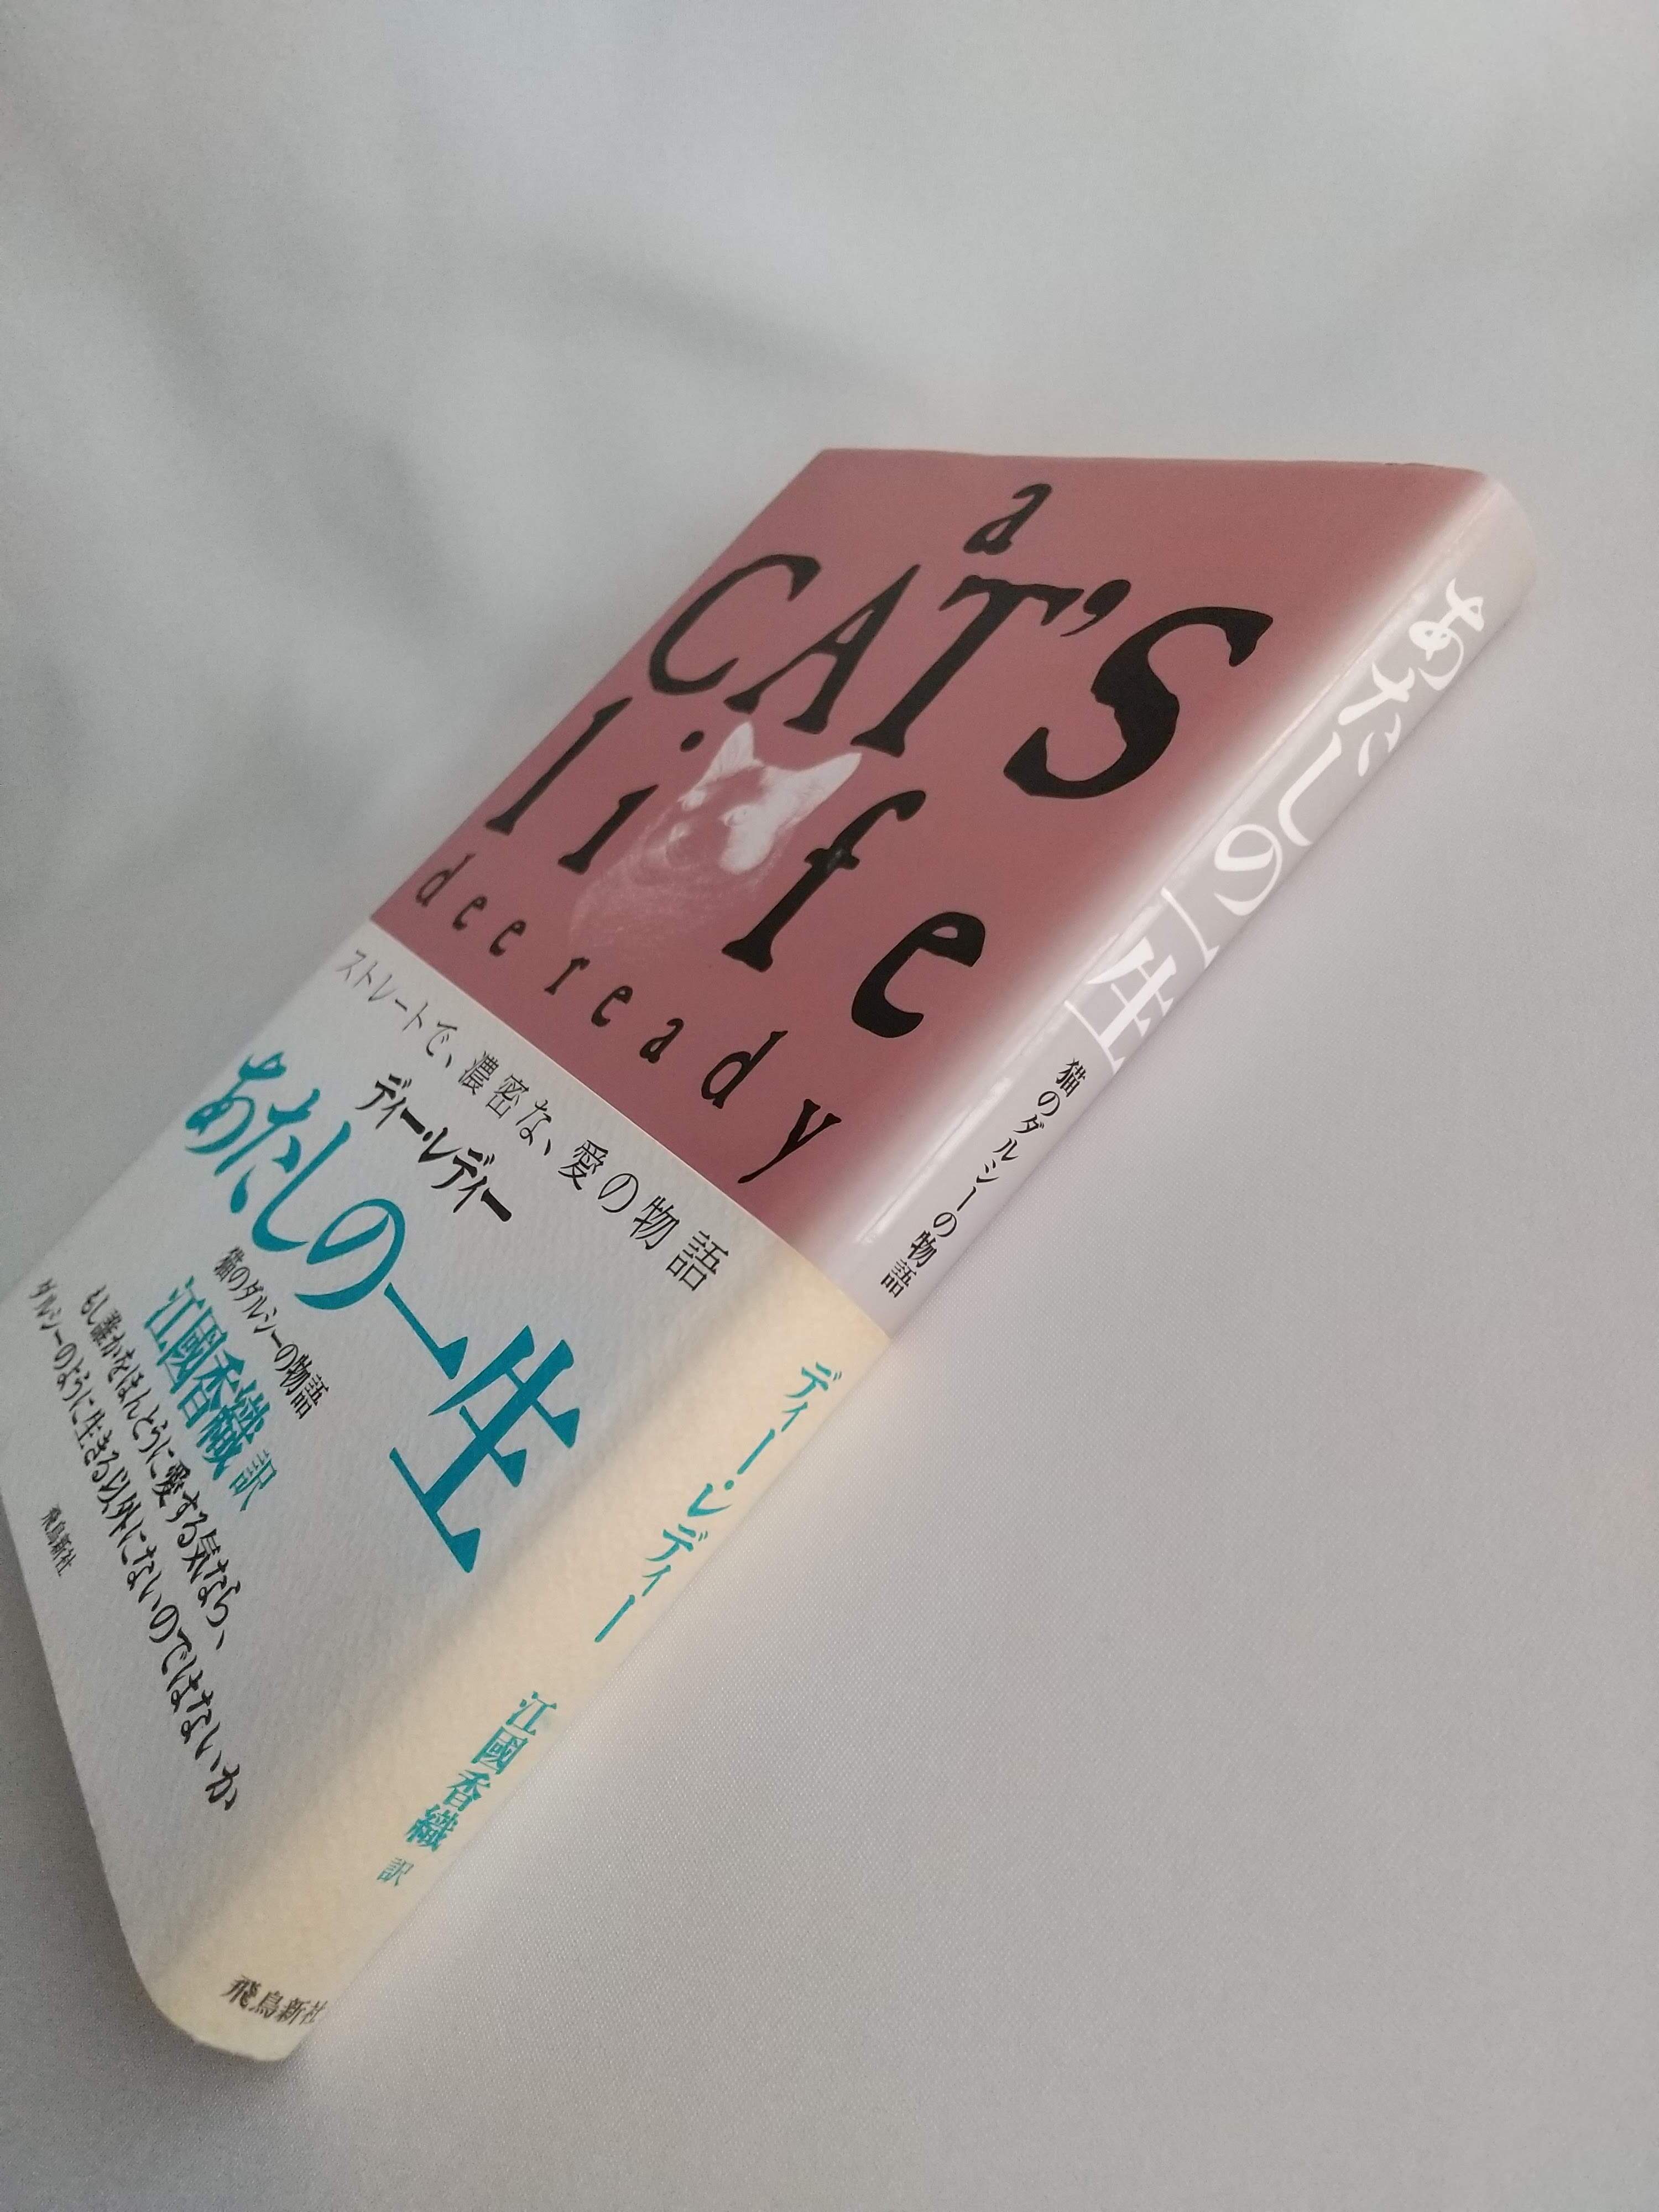 a
CAT'S
life
dee ready
ストレートで、濃密な、愛の物語
ディー・レディー
あたしの一生
猫のダルシーの物語
江國香織 訳
もし誰かをほんとうに愛する気なら、
ダルシーのように生きる以外にないのではないか
飛鳥新社
あたしの一生
猫のダルシーの物語
ディー・レディー
江國香織 訳
飛鳥新社